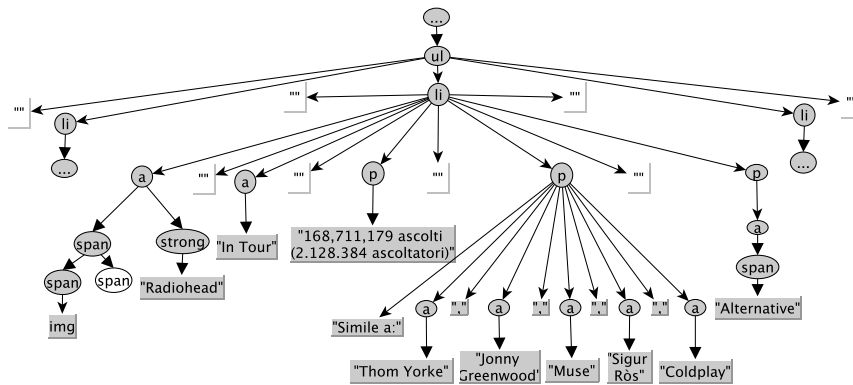 ...
ul
"" "" li "" ""
li li
... a "" a "" p "" p "" p ...
span strong "In Tour" "168,711,179 ascolti
(2.128.384 ascoltatori)" a
span span "Radiohead" span
img "Simile a:" a "," a "," a "," a "," a "Alternative"
"Thom Yorke" "Jonny
Greenwood" "Muse" "Sigur
Ròs" "Coldplay"